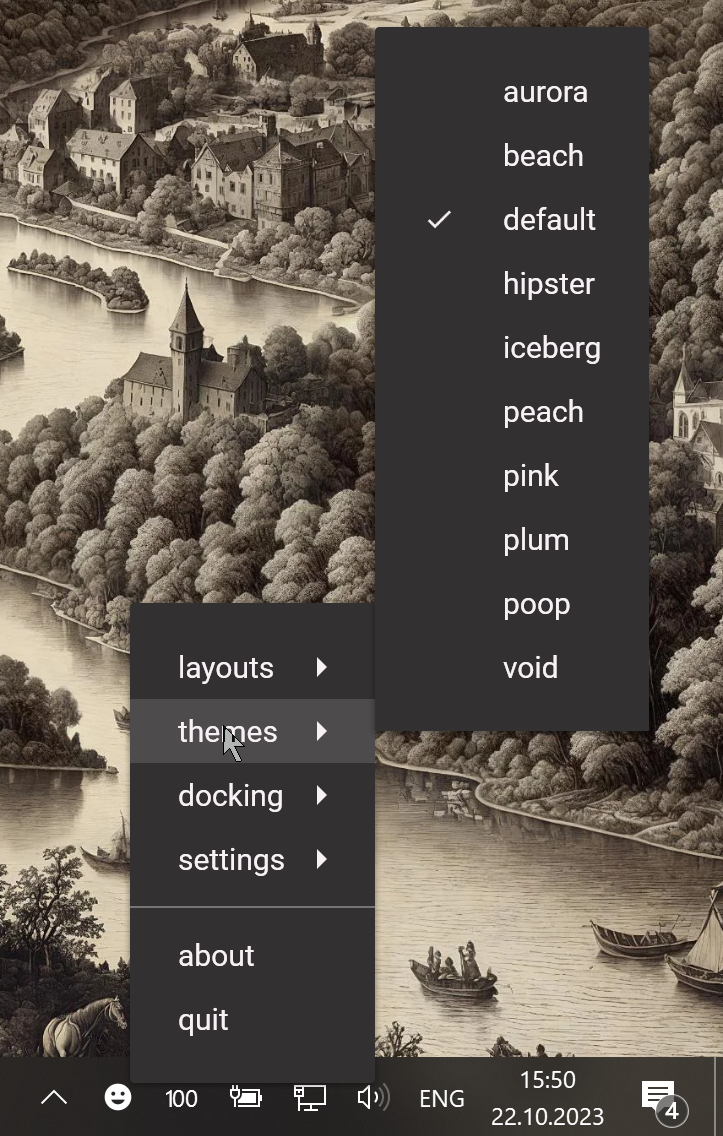 aurora
beach
default
hipster
iceberg
peach
pink
plum
poop
void
layouts
themes
docking
settings
about
quit
100
ENG
15:50
22.10.2023
4